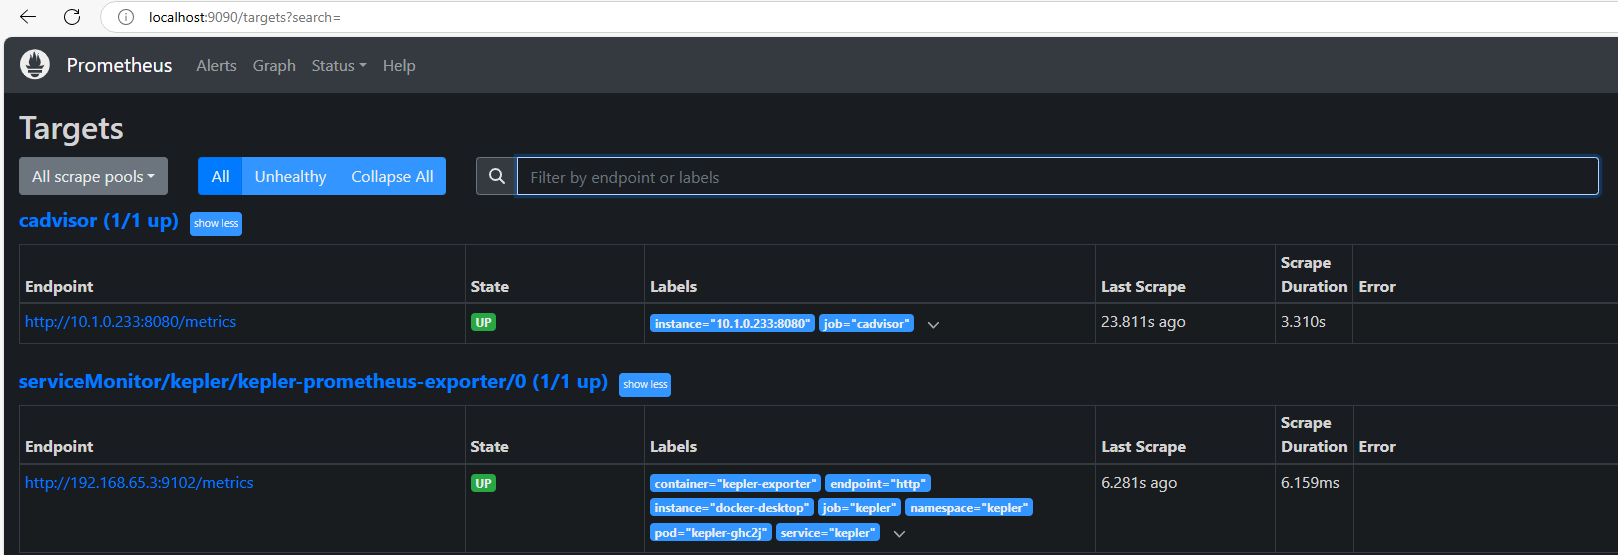 localhost:9090/targets?search=
Prometheus Alerts Graph Status Help
Targets
All scrape pools All Unhealthy Collapse All Filter by endpoint or labels
cadvisor (1/1 up) show less
Endpoint State Labels Last Scrape Scrape Duration Error
http://10.1.0.233:8080/metrics UP instance="10.1.0.233:8080" job="cadvisor" 23.811s ago 3.310s
serviceMonitor/kepler/kepler-prometheus-exporter/0 (1/1 up) show less
Endpoint State Labels Last Scrape Scrape Duration Error
http://192.168.65.3:9102/metrics UP container="kepler-exporter" endpoint="http" 6.281s ago 6.159ms
instance="docker-desktop" job="kepler" namespace="kepler"
pod="kepler-ghc2j" service="kepler"